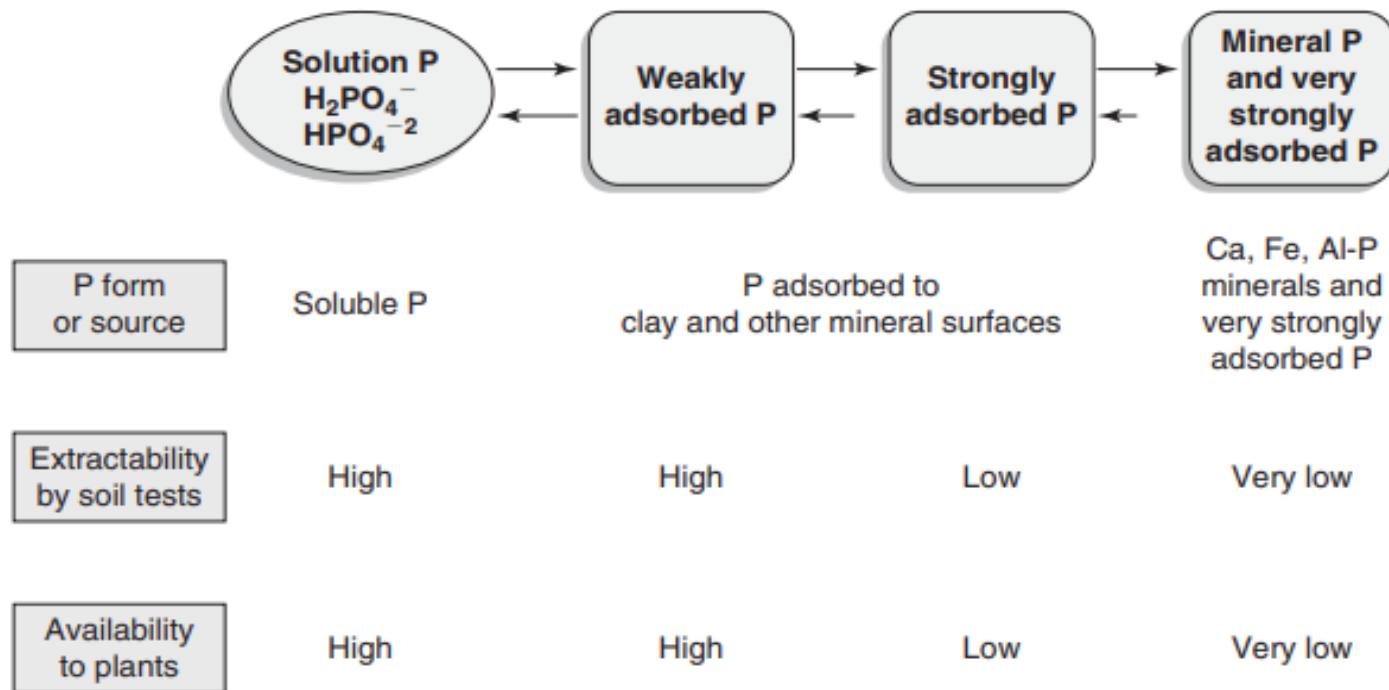 Solution P
H₂PO₄⁻
HPO₄⁻²
Weakly
adsorbed P
Strongly
adsorbed P
Mineral P
and very
strongly
adsorbed P
P form
or source
Soluble P
P adsorbed to
clay and other mineral surfaces
Ca, Fe, Al-P
minerals and
very strongly
adsorbed P
Extractability
by soil tests
High
High
Low
Very low
Availability
to plants
High
High
Low
Very low